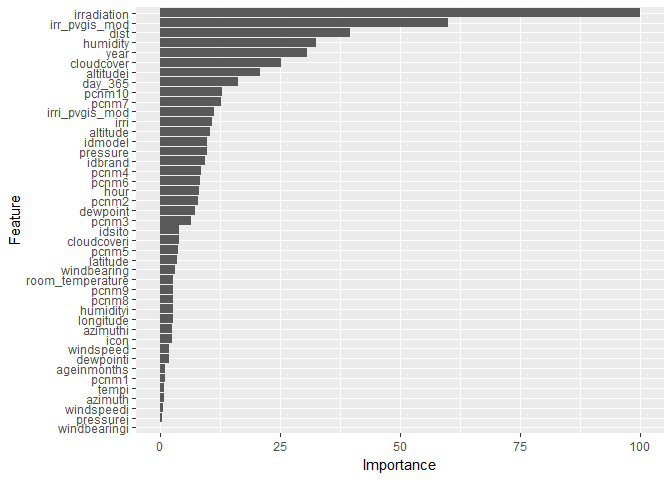 irradiation
irr_pvgis_mod
dist
humidity
year
cloudcover
altitudei
day_365
pcnm10
pcnm7
irri_pvgis_mod
irri
altitude
idmodel
pressure
idbrand
pcnm4
pcnm6
hour
pcnm2
dewpoint
pcnm3
idsito
cloudcoveri
pcnm5
latitude
windbearing
room_temperature
pcnm9
pcnm8
humidityi
longitude
azimuthi
icon
windspeed
dewpointi
ageinmonths
pcnm1
tempi
azimuth
windspeedi
pressurei
windbearingi
Feature
0 25 50 75 100
Importance